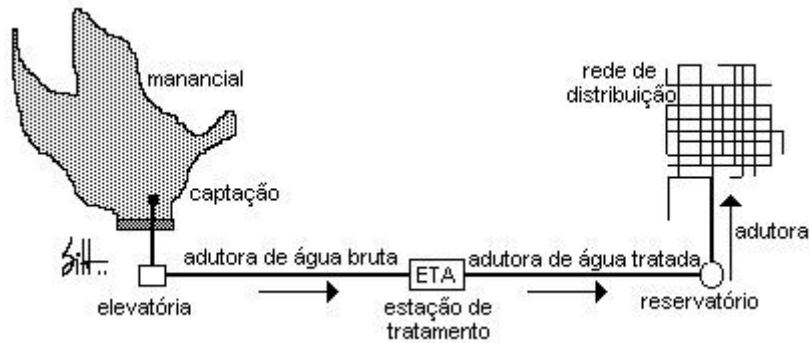 manancial
rede de
distribuição
captação
adutora
adutora de água bruta
ETA
adutora de água tratada
elevatória
estação de
tratamento
reservatório